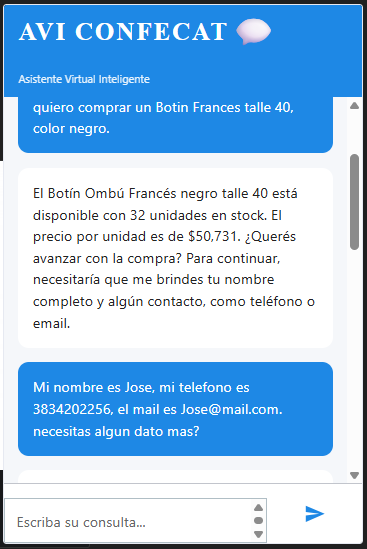 AVI CONFECAT
Asistente Virtual Inteligente
quiero comprar un Botin Frances talle 40,
color negro.
El Botín Ombú Francés negro talle 40 está
disponible con 32 unidades en stock. El
precio por unidad es de $50,731. ¿Querés
avanzar con la compra? Para continuar,
necesitaría que me brindes tu nombre
completo y algún contacto, como teléfono o
email.
Mi nombre es Jose, mi telefono es
3834202256, el mail es Jose@mail.com.
necesitas algun dato mas?
Escriba su consulta...